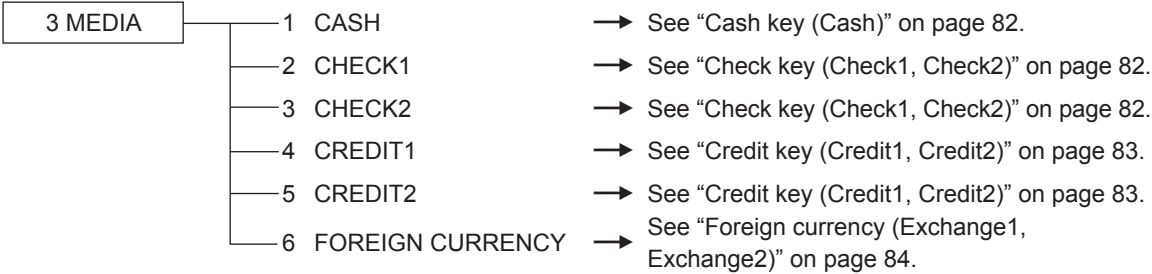 3 MEDIA
1 CASH See “Cash key (Cash)” on page 82.
2 CHECK1 See “Check key (Check1, Check2)” on page 82.
3 CHECK2 See “Check key (Check1, Check2)” on page 82.
4 CREDIT1 See “Credit key (Credit1, Credit2)” on page 83.
5 CREDIT2 See “Credit key (Credit1, Credit2)” on page 83.
6 FOREIGN CURRENCY See “Foreign currency (Exchange1,
Exchange2)” on page 84.